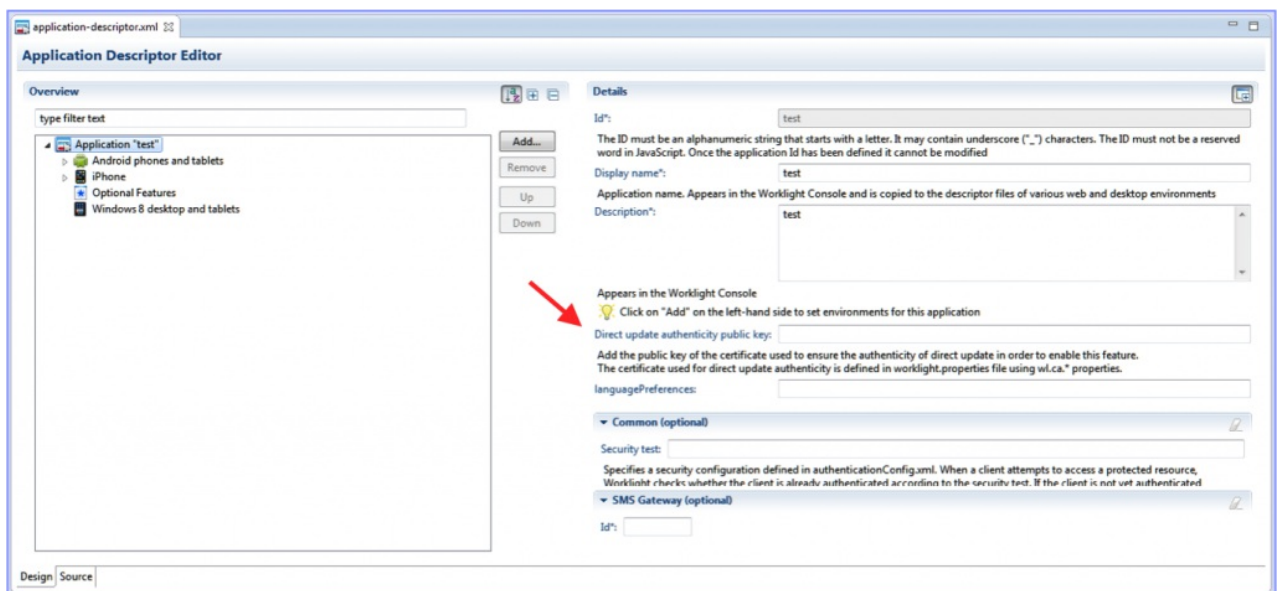 application-descriptor.xml
Application Descriptor Editor
Overview
type filter text
Application "test"
Android phones and tablets
iPhone
Optional Features
Windows 8 desktop and tablets
Add...
Remove
Up
Down
Details
Id*:
test
The ID must be an alphanumeric string that starts with a letter. It may contain underscore ("_") characters. The ID must not be a reserved
word in JavaScript. Once the application Id has been defined it cannot be modified
Display name*:
test
Application name. Appears in the Worklight Console and is copied to the descriptor files of various web and desktop environments
Description*:
test
Appears in the Worklight Console
Click on "Add" on the left-hand side to set environments for this application
Direct update authenticity public key:
Add the public key of the certificate used to ensure the authenticity of direct update in order to enable this feature.
The certificate used for direct update authenticity is defined in worklight.properties file using wl.ca.* properties.
languagePreferences:
Common (optional)
Security test:
Specifies a security configuration defined in authenticationConfig.xml. When a client attempts to access a protected resource,
Worklight checks whether the client is already authenticated according to the security test. If the client is not yet authenticated
SMS Gateway (optional)
Id*:
Design
Source